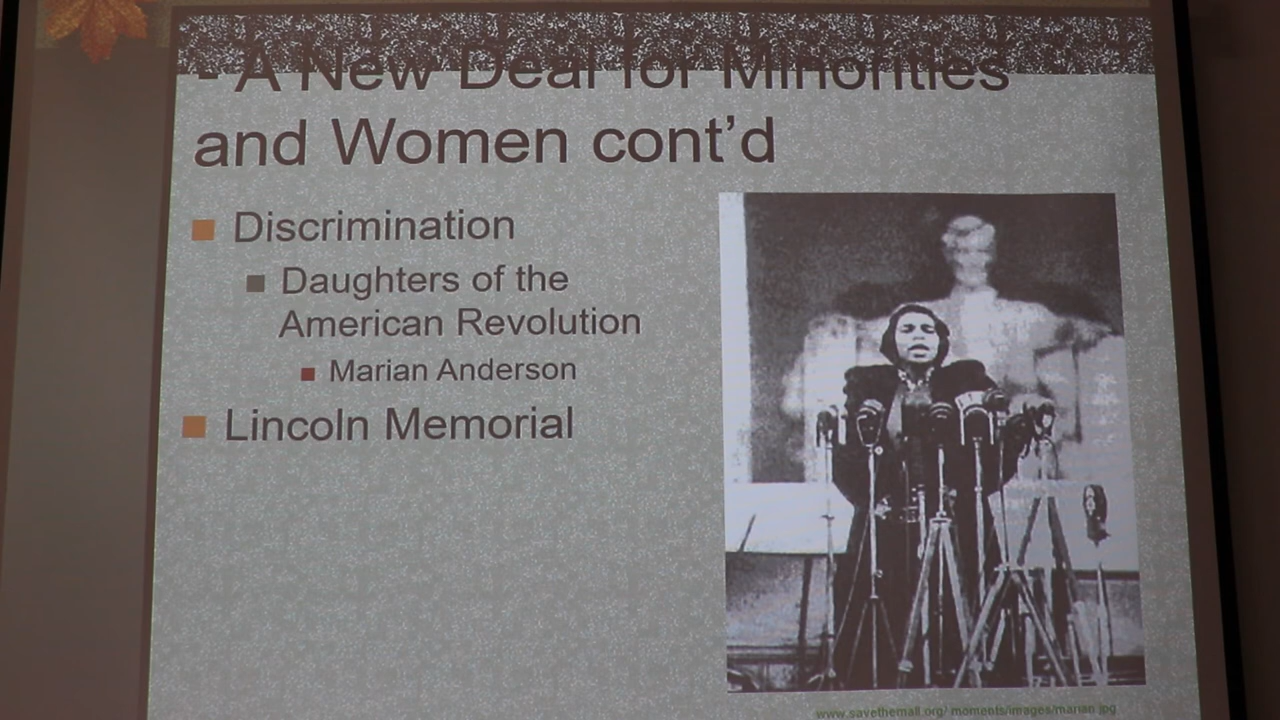 - A New Deal for Minorities
and Women cont'd
Discrimination
Daughters of the
American Revolution
Marian Anderson
Lincoln Memorial
www.savethemall.org/ moments/images/marian.jpg